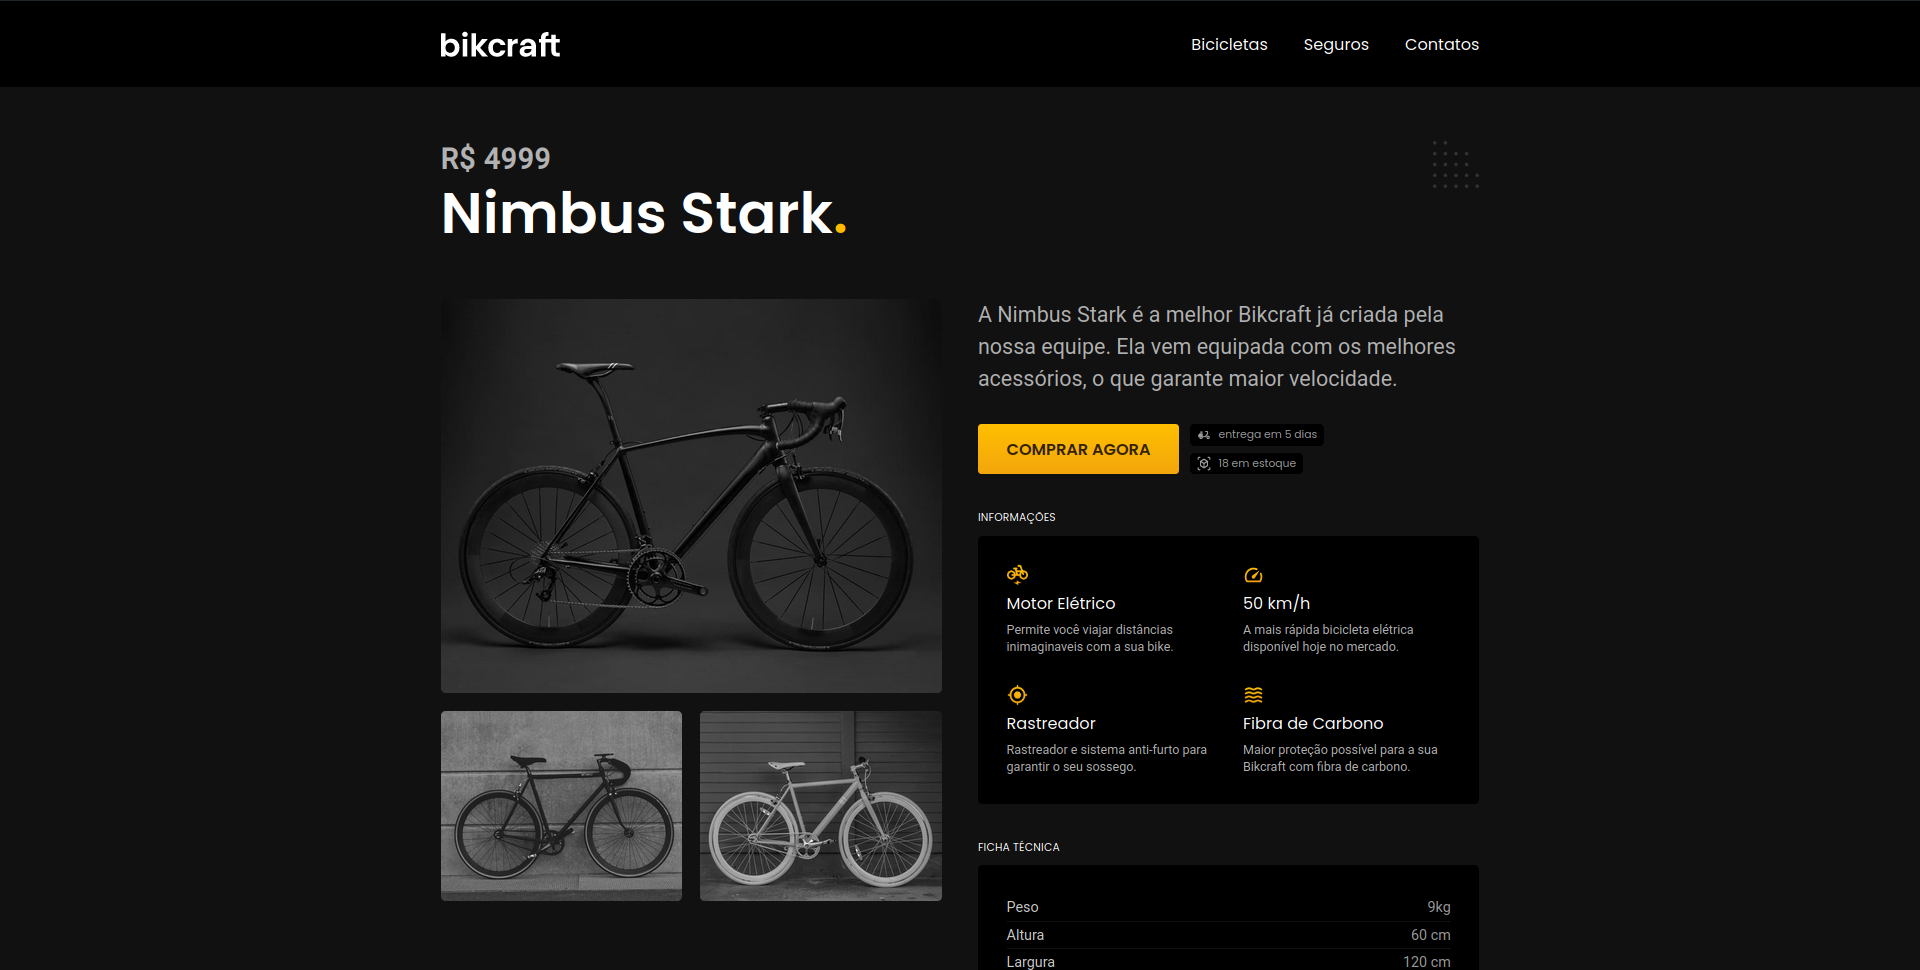 bikcraft
Bicicletas
Seguros
Contatos
R$ 4999
Nimbus Stark.
A Nimbus Stark é a melhor Bikcraft já criada pela
nossa equipe. Ela vem equipada com os melhores
acessórios, o que garante maior velocidade.
COMPRAR AGORA
entrega em 5 dias
18 em estoque
INFORMAÇÕES
Motor Elétrico
Permite você viajar distâncias
inimaginaveis com a sua bike.
50 km/h
A mais rápida bicicleta elétrica
disponível hoje no mercado.
Rastreador
Rastreador e sistema anti-furto para
garantir o seu sossego.
Fibra de Carbono
Maior proteção possível para a sua
Bikcraft com fibra de carbono.
FICHA TÉCNICA
Peso 9kg
Altura 60 cm
Largura 120 cm